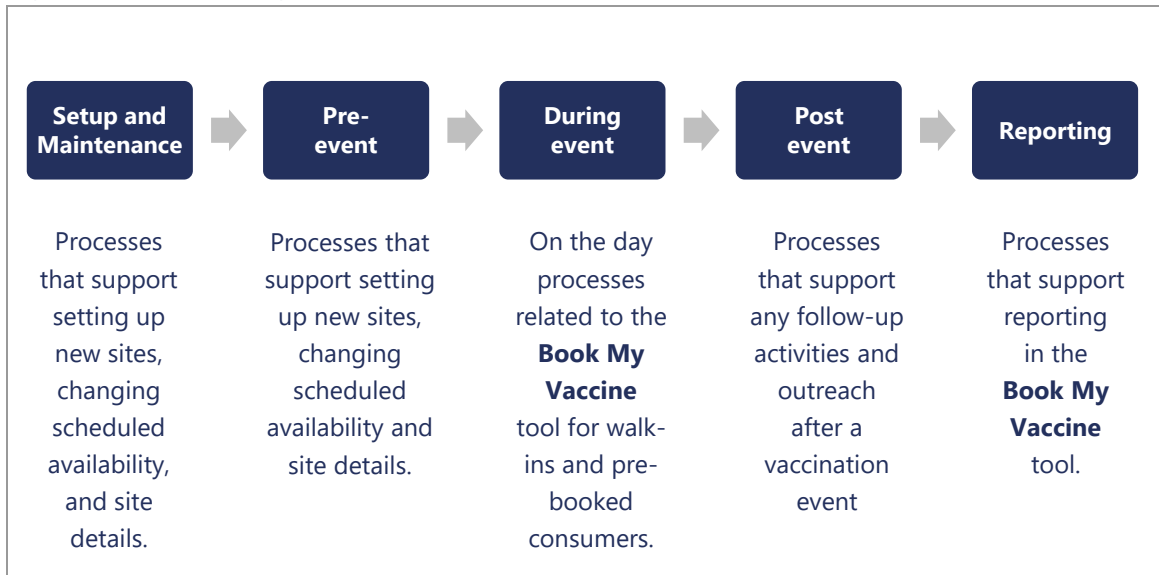 Setup and
Maintenance
Pre-
event
During
event
Post
event
Reporting
Processes
that support
setting up
new sites,
changing
scheduled
availability,
and site
details.
Processes that
support setting
up new sites,
changing
scheduled
availability and
site details.
On the day
processes
related to the
Book My
Vaccine
tool for walk-
ins and pre-
booked
consumers.
Processes
that support
any follow-up
activities and
outreach
after a
vaccination
event
Processes
that support
reporting
in the
Book My
Vaccine
tool.